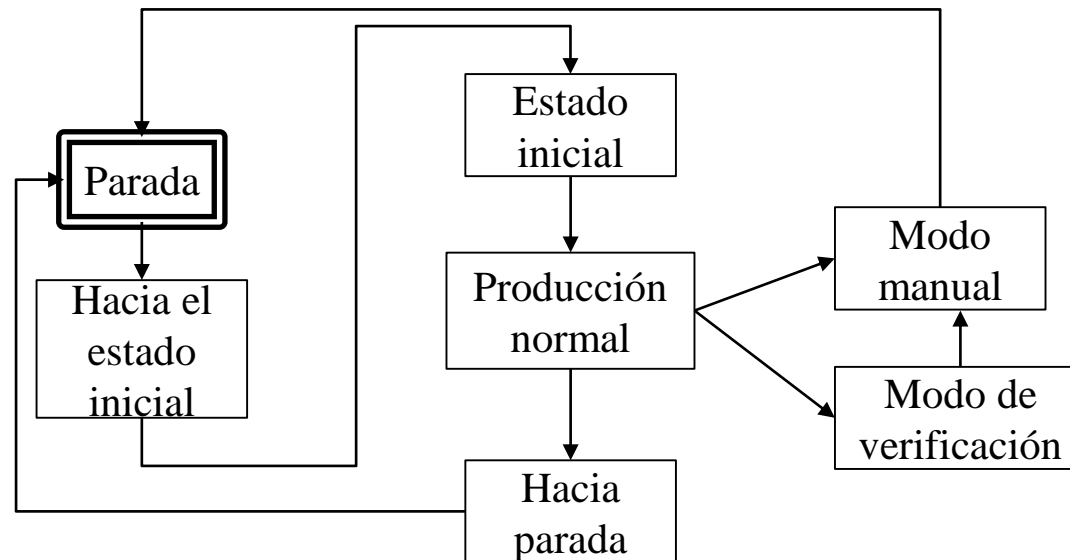 Estado
inicial
Parada
Hacia el
estado
inicial
Producción
normal
Modo
manual
Modo de
verificación
Hacia
parada